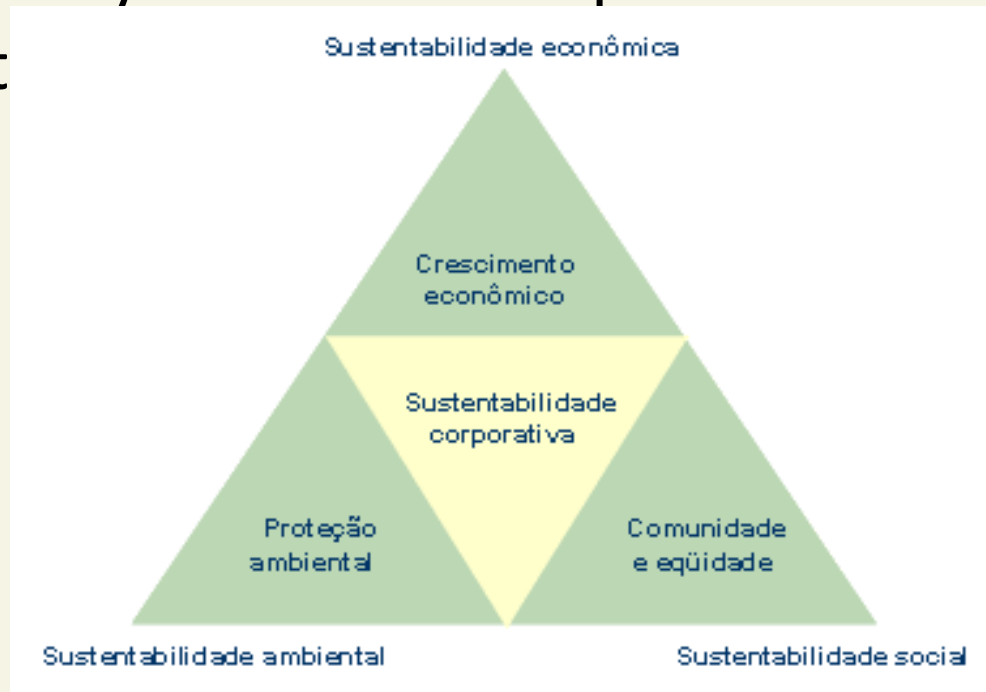 Sustentabilidade econômica
Crescimento
econômico
Sustentabilidade
corporativa
Proteção
ambiental
Comunidade
e eqüidade
Sustentabilidade ambiental
Sustentabilidade social